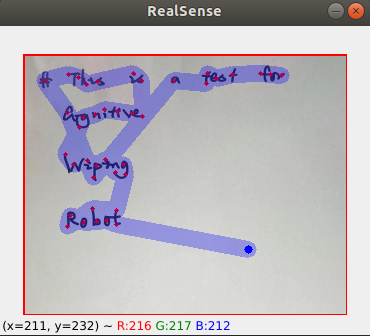 RealSense
# This is a test for
Cognitive
Wiping
Robot
(x=211, y=232) ~ R:216 G:217 B:212